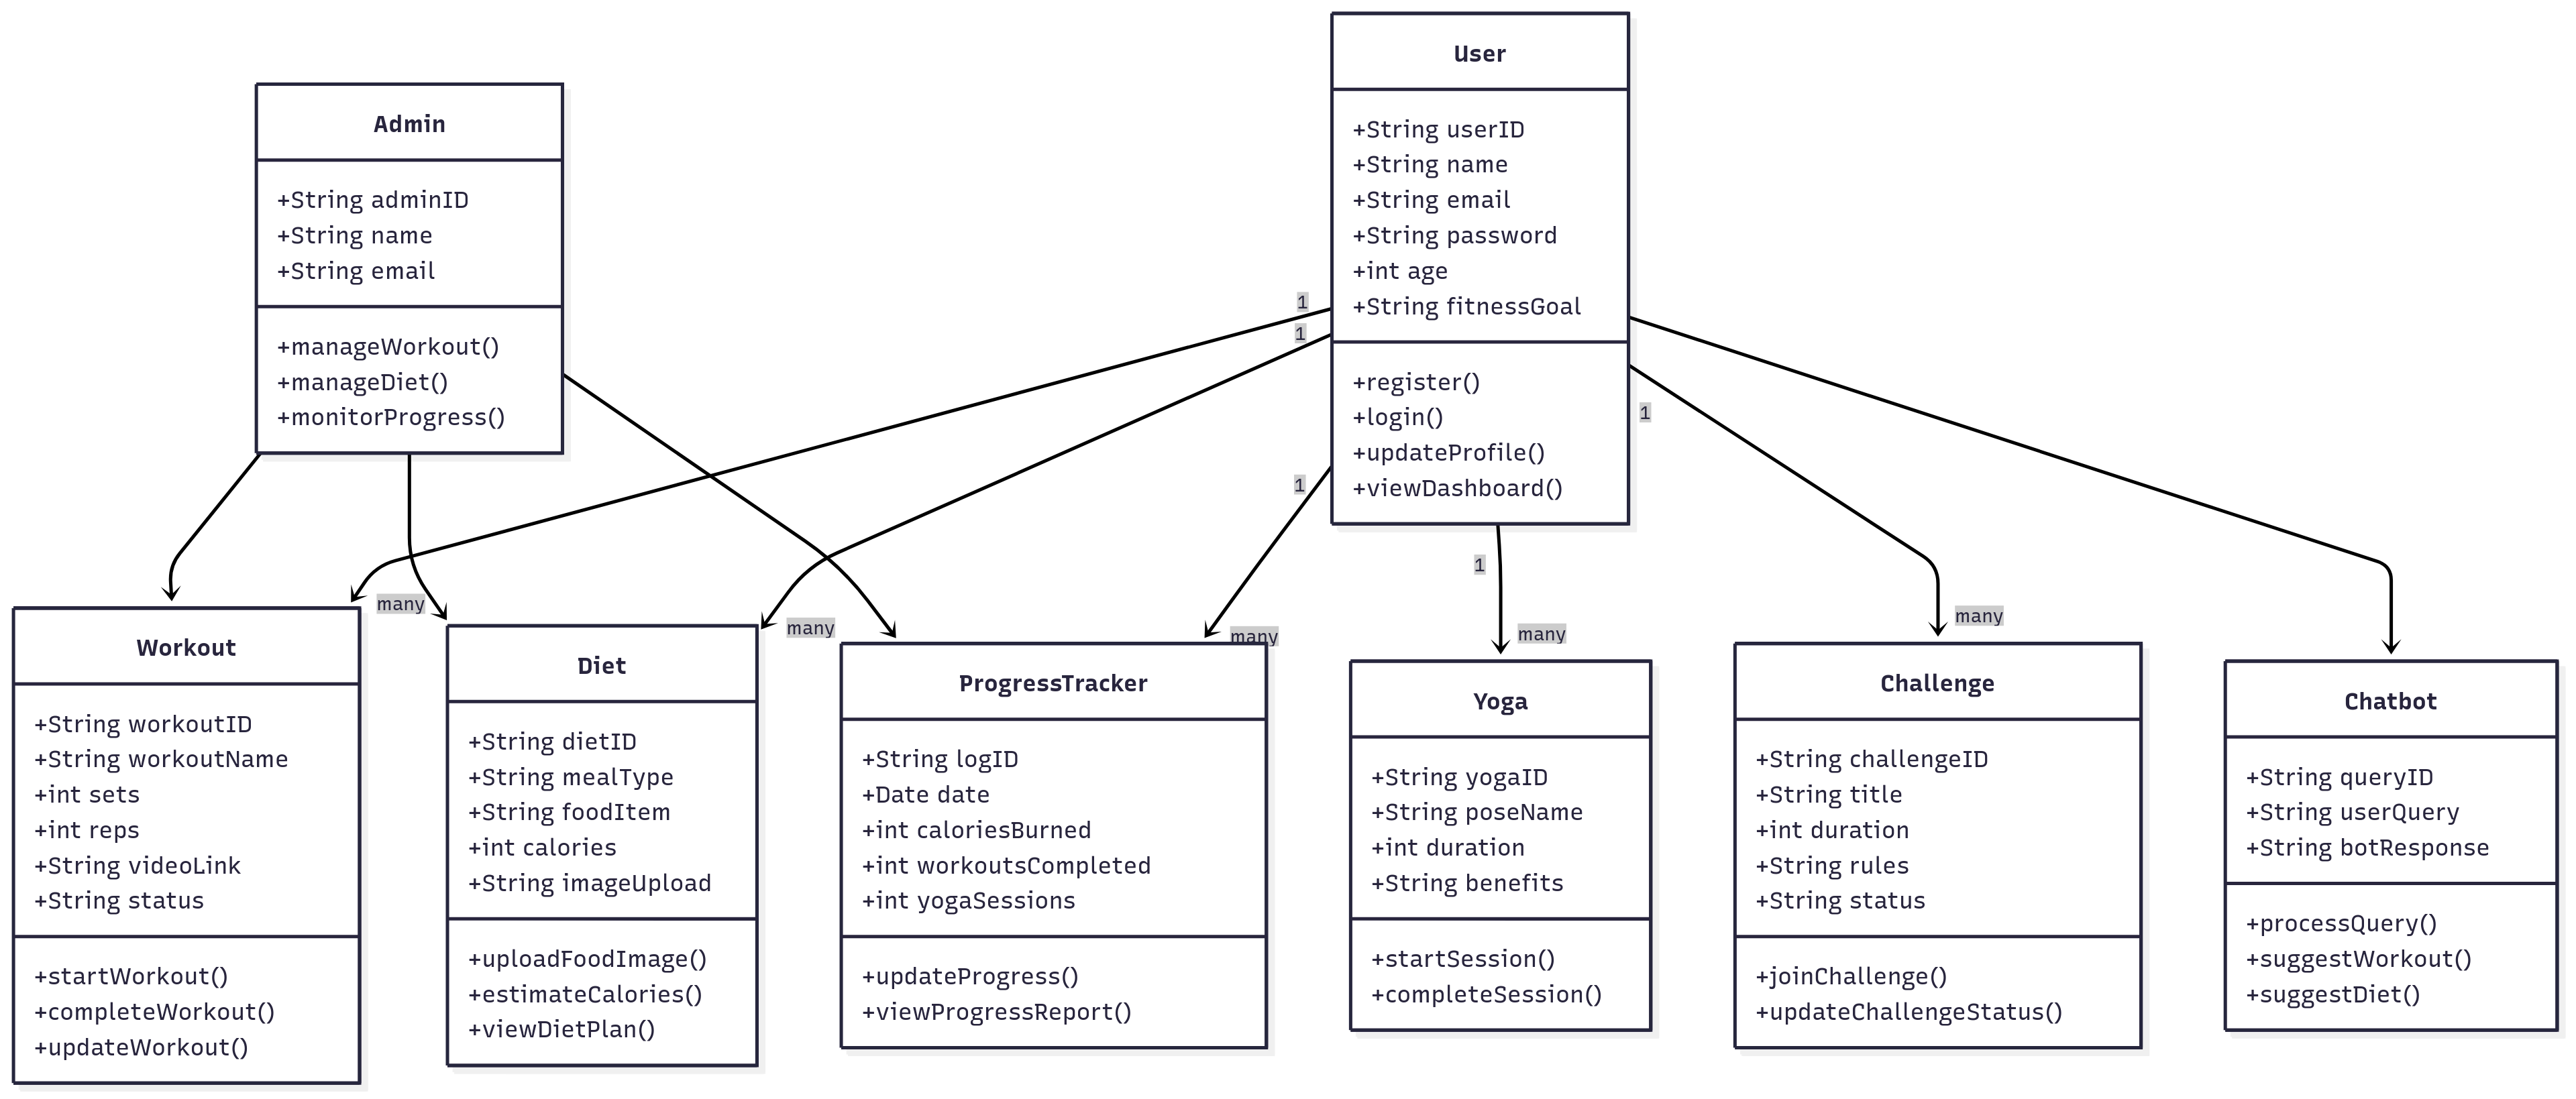 User
+String userID
+String name
+String email
+String password
+int age
+String fitnessGoal
+register()
+login()
+updateProfile()
+viewDashboard()
Admin
+String adminID
+String name
+String email
+manageWorkout()
+manageDiet()
+monitorProgress()
1
1
1
1
1
many
many
many
many
many
Workout
+String workoutID
+String workoutName
+int sets
+int reps
+String videoLink
+String status
+startWorkout()
+completeWorkout()
+updateWorkout()
Diet
+String dietID
+String mealType
+String foodItem
+int calories
+String imageUpload
+uploadFoodImage()
+estimateCalories()
+viewDietPlan()
ProgressTracker
+String logID
+Date date
+int caloriesBurned
+int workoutsCompleted
+int yogaSessions
+updateProgress()
+viewProgressReport()
Yoga
+String yogaID
+String poseName
+int duration
+String benefits
+startSession()
+completeSession()
Challenge
+String challengeID
+String title
+int duration
+String rules
+String status
+joinChallenge()
+updateChallengeStatus()
Chatbot
+String queryID
+String userQuery
+String botResponse
+processQuery()
+suggestWorkout()
+suggestDiet()